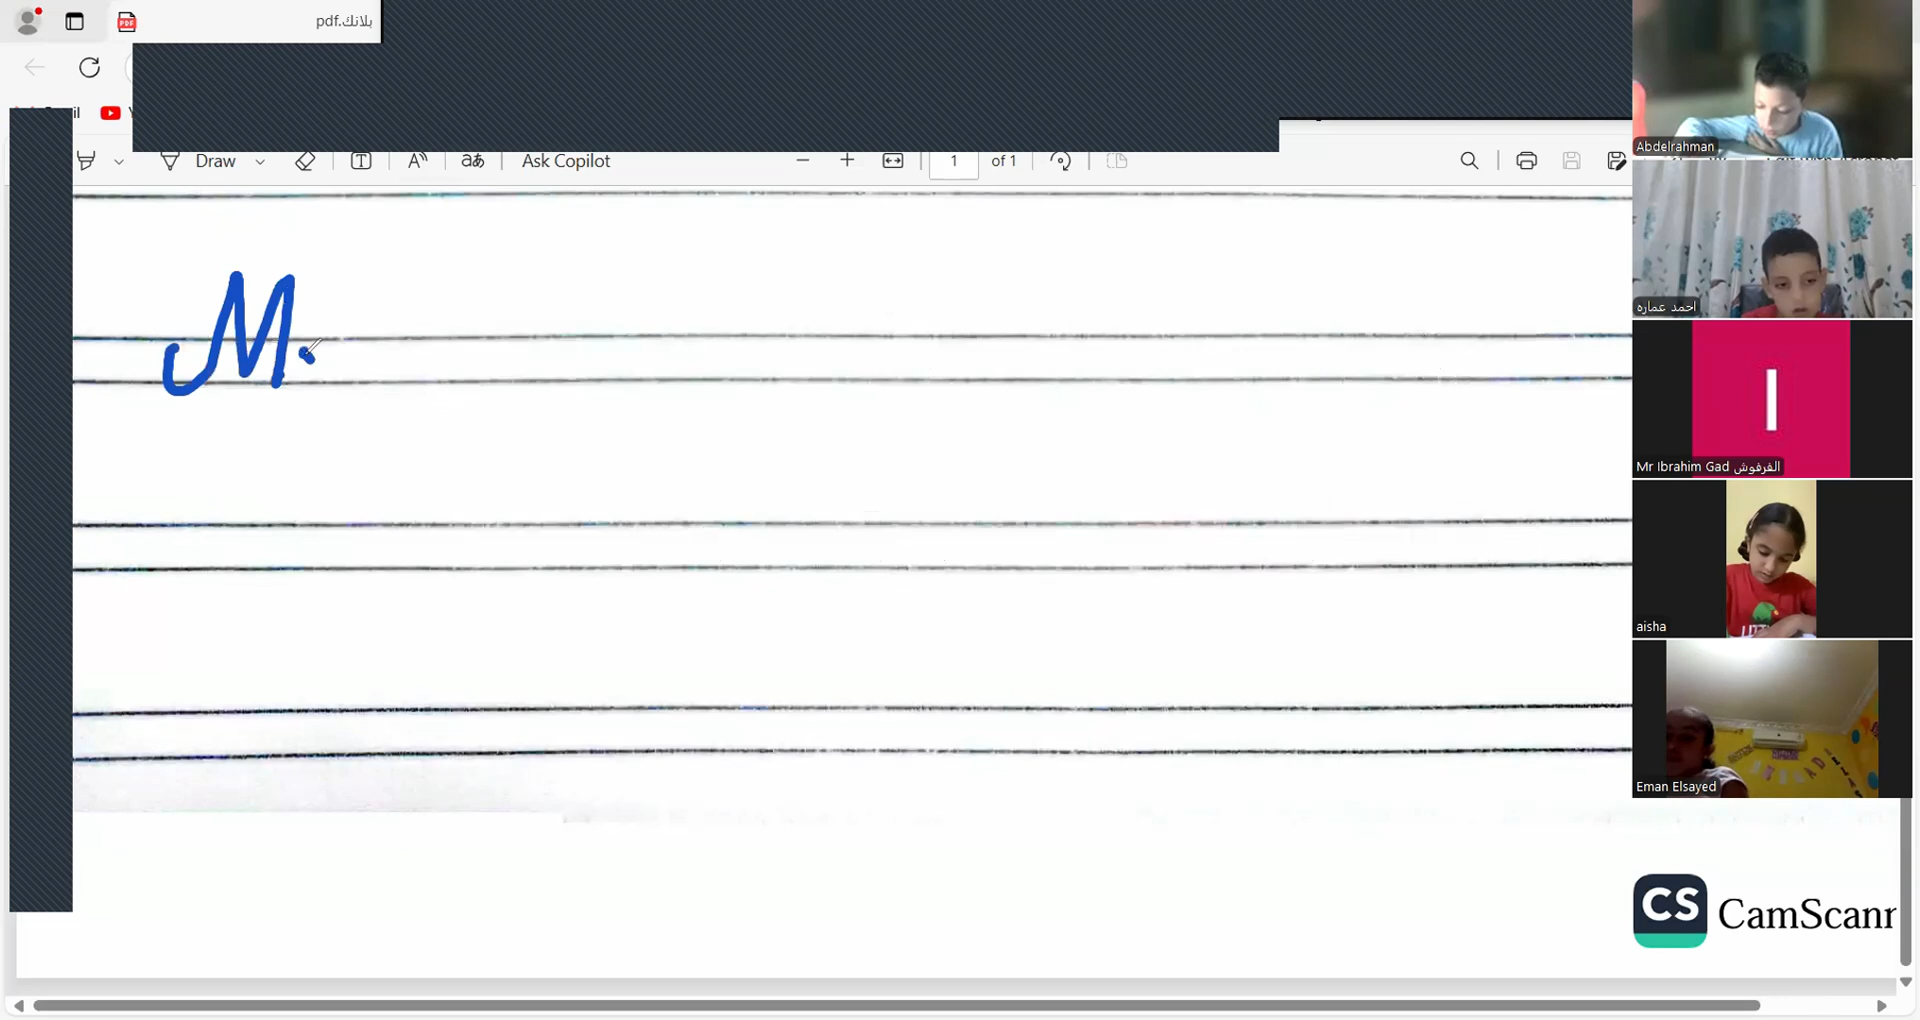 بلانك.pdf
Draw
Ask Copilot
1 of 1
M.
Abdelrahman
احمد عماره
I
Mr Ibrahim Gad الفرفوش
aisha
Eman Elsayed
CS CamScanr